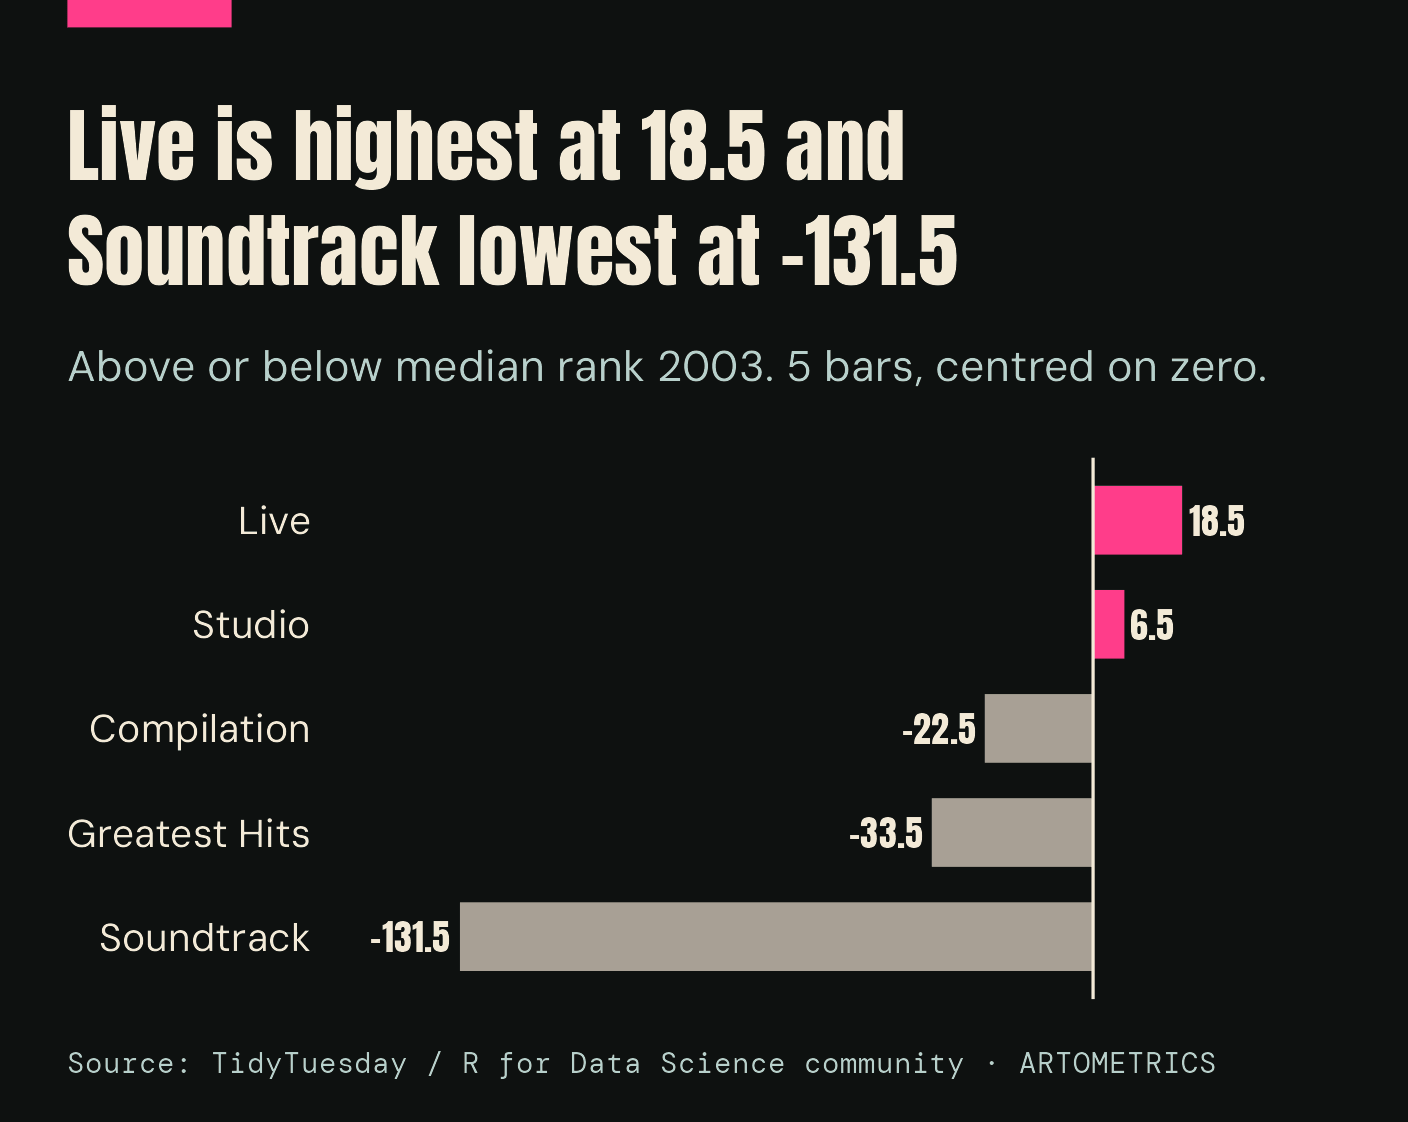 Live is highest at 18.5 and
Soundtrack lowest at -131.5
Above or below median rank 2003. 5 bars, centred on zero.
Live 18.5
Studio 6.5
Compilation -22.5
Greatest Hits -33.5
Soundtrack -131.5
Source: TidyTuesday / R for Data Science community · ARTOMETRICS